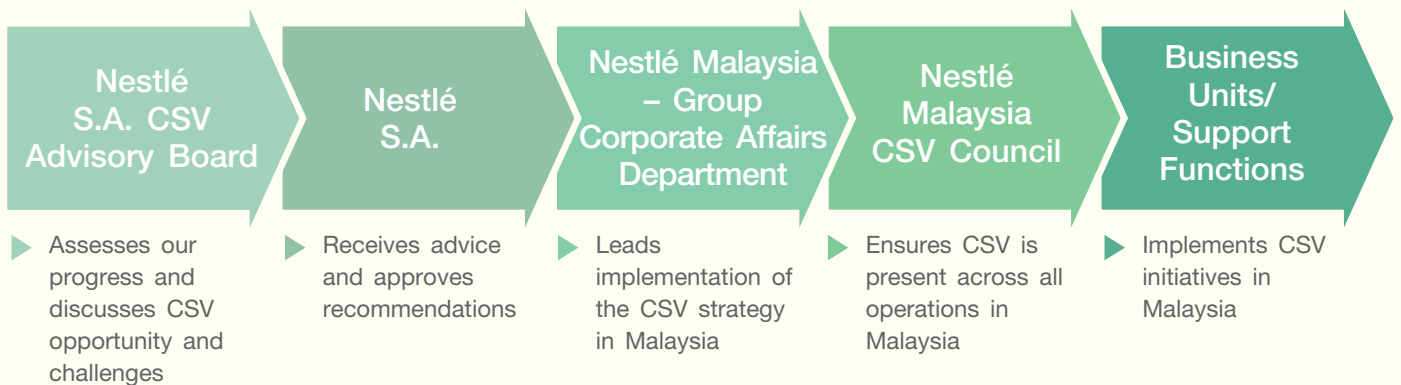 Nestlé
S.A. CSV
Advisory Board
Nestlé
S.A.
Nestlé Malaysia
– Group
Corporate Affairs
Department
Nestlé
Malaysia
CSV Council
Business
Units/
Support
Functions
Assesses our
progress and
discusses CSV
opportunity and
challenges
Receives advice
and approves
recommendations
Leads
implementation of
the CSV strategy
in Malaysia
Ensures CSV is
present across all
operations in
Malaysia
Implements CSV
initiatives in
Malaysia